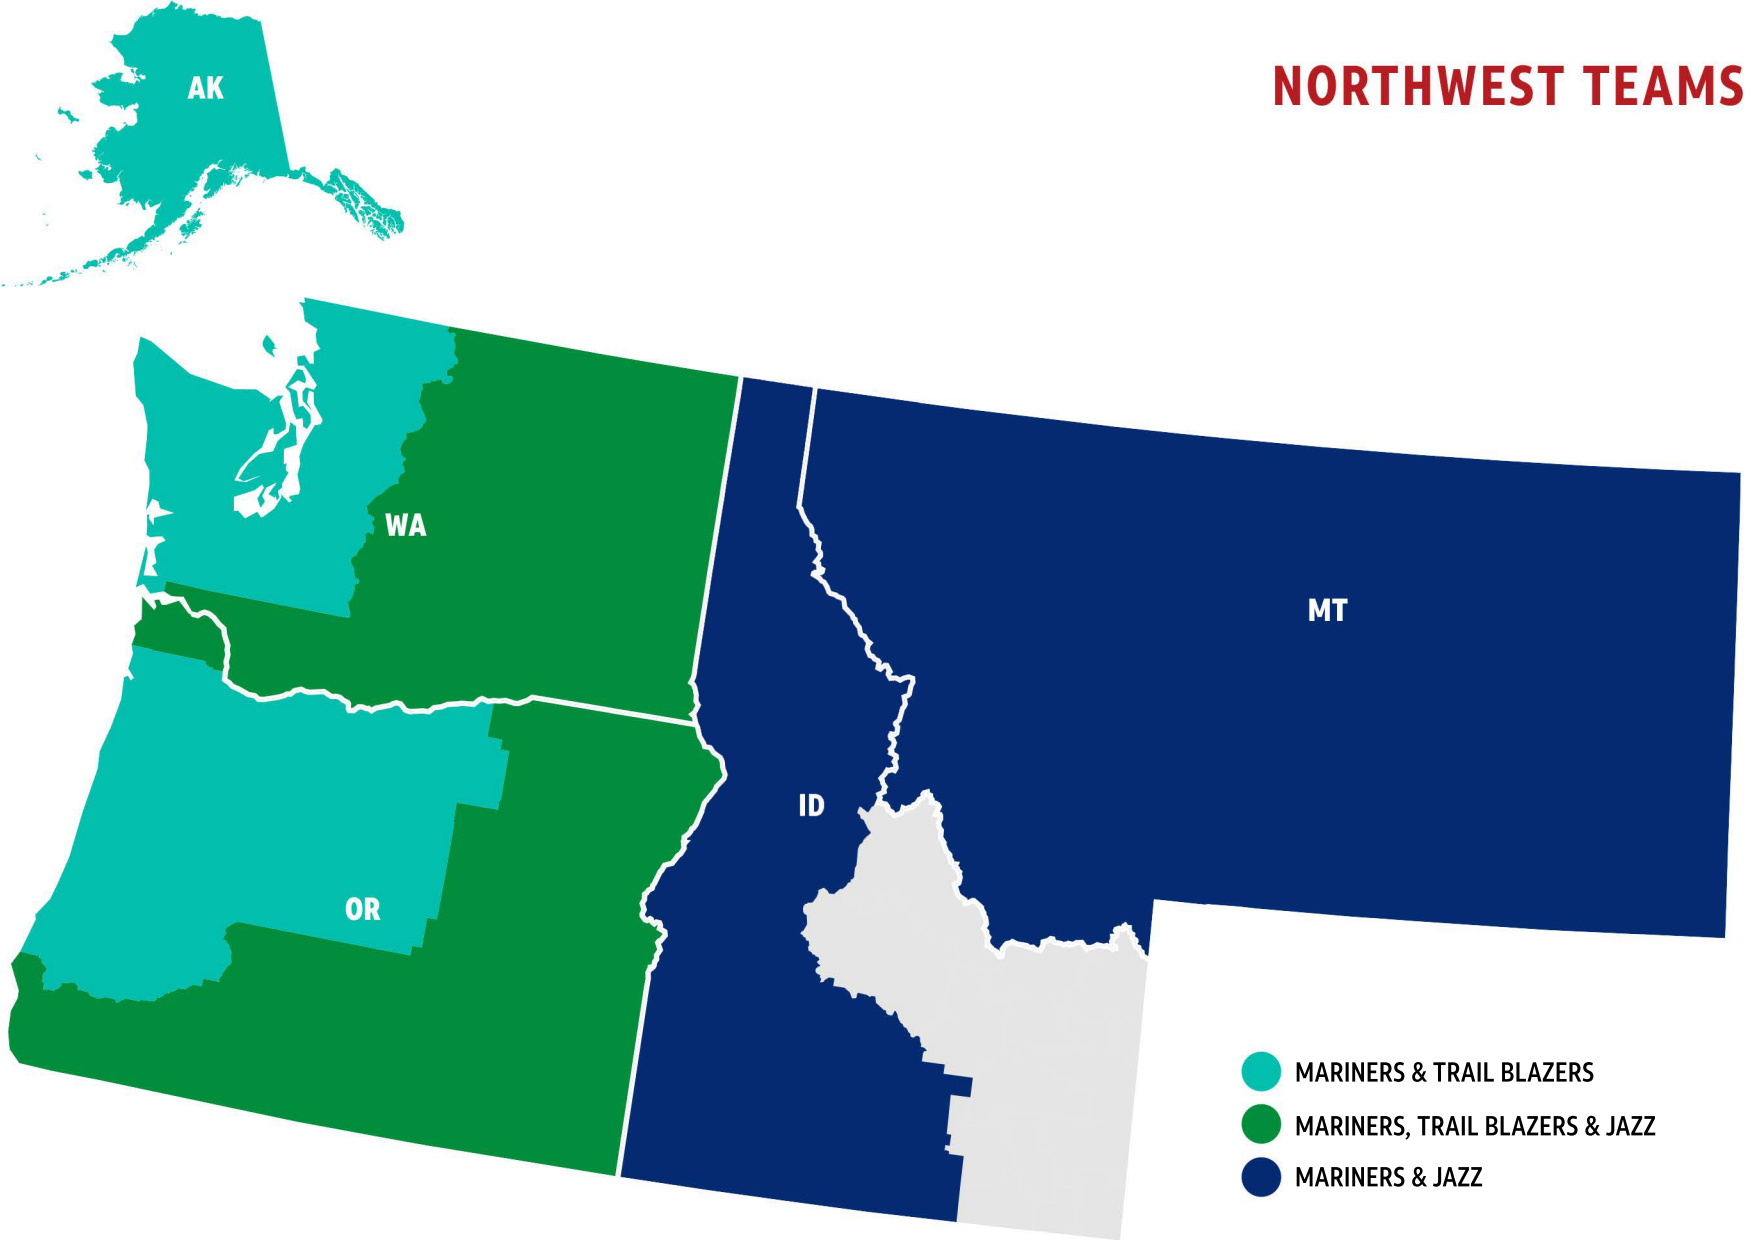 AK
NORTHWEST TEAMS
WA
MT
ID
OR
MARINERS & TRAIL BLAZERS
MARINERS, TRAIL BLAZERS & JAZZ
MARINERS & JAZZ